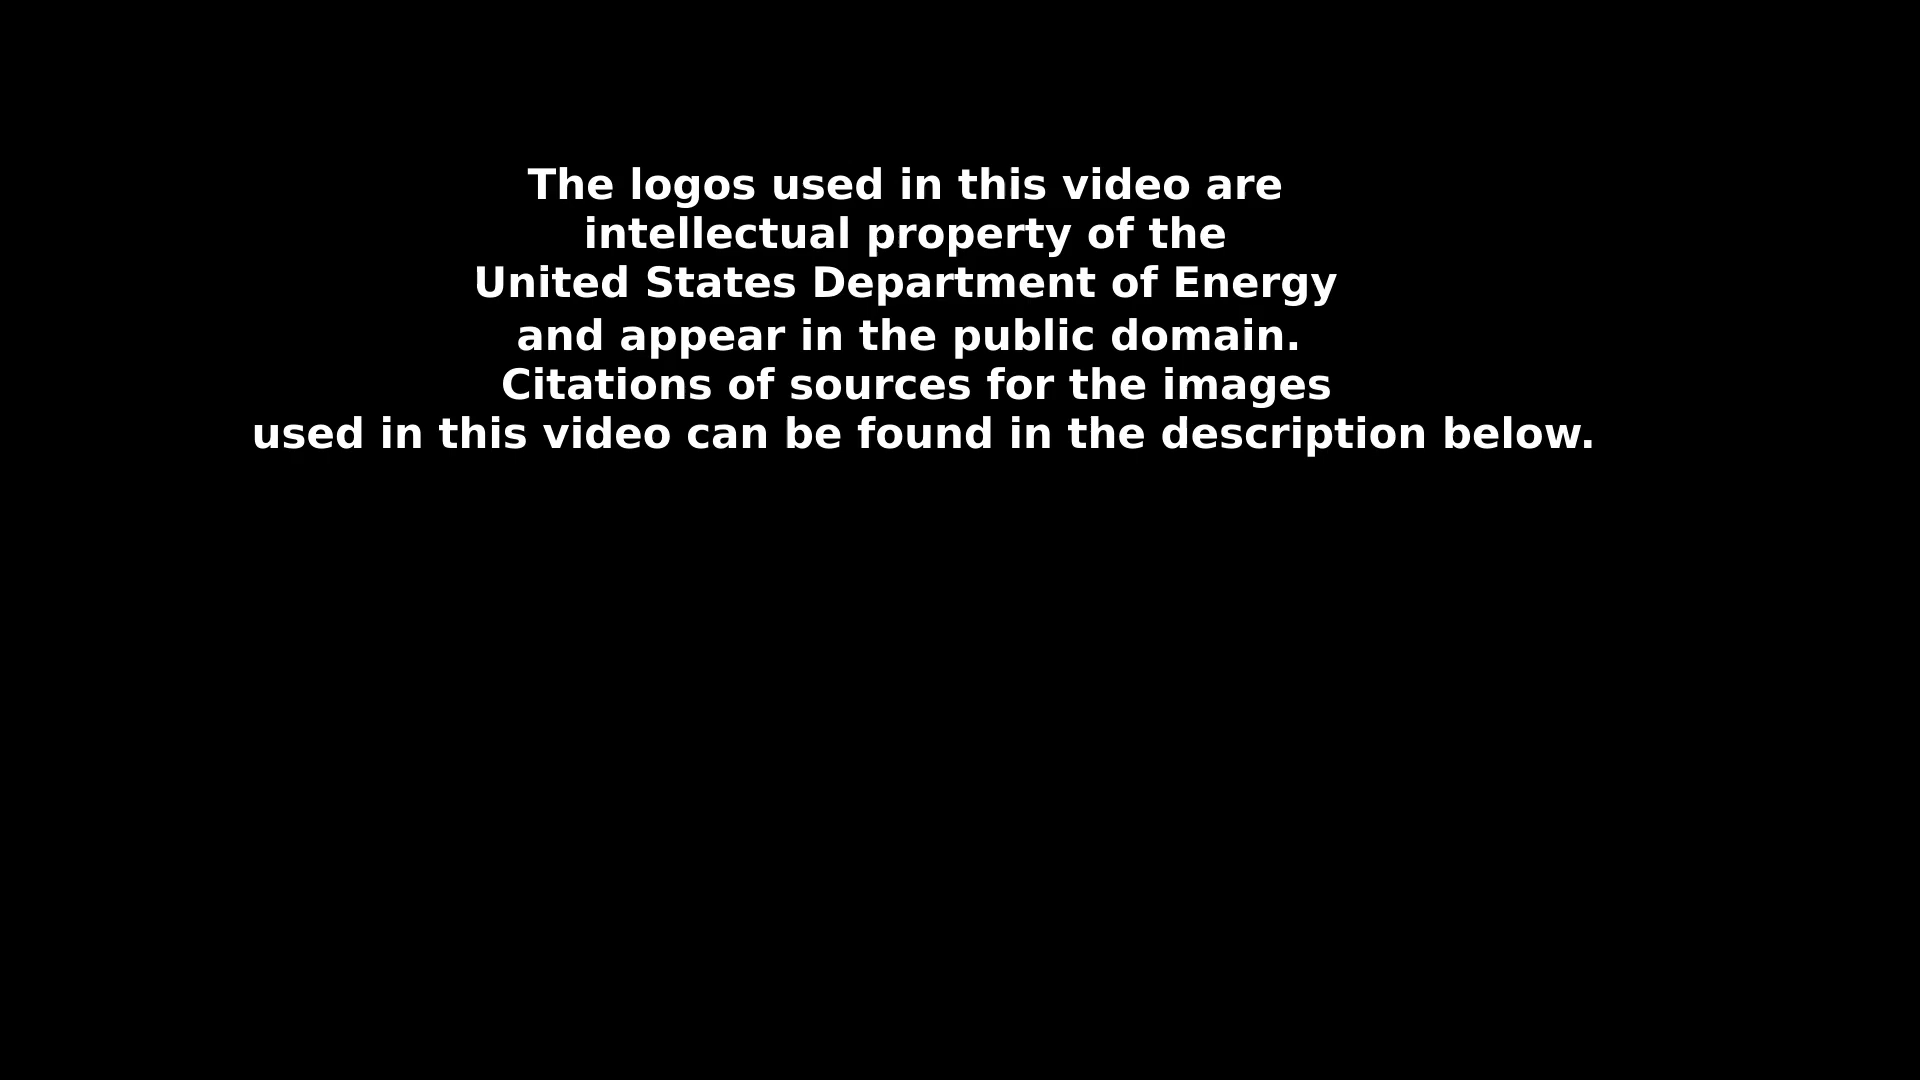 The logos used in this video are
intellectual property of the
United States Department of Energy
and appear in the public domain.
Citations of sources for the images
used in this video can be found in the description below.